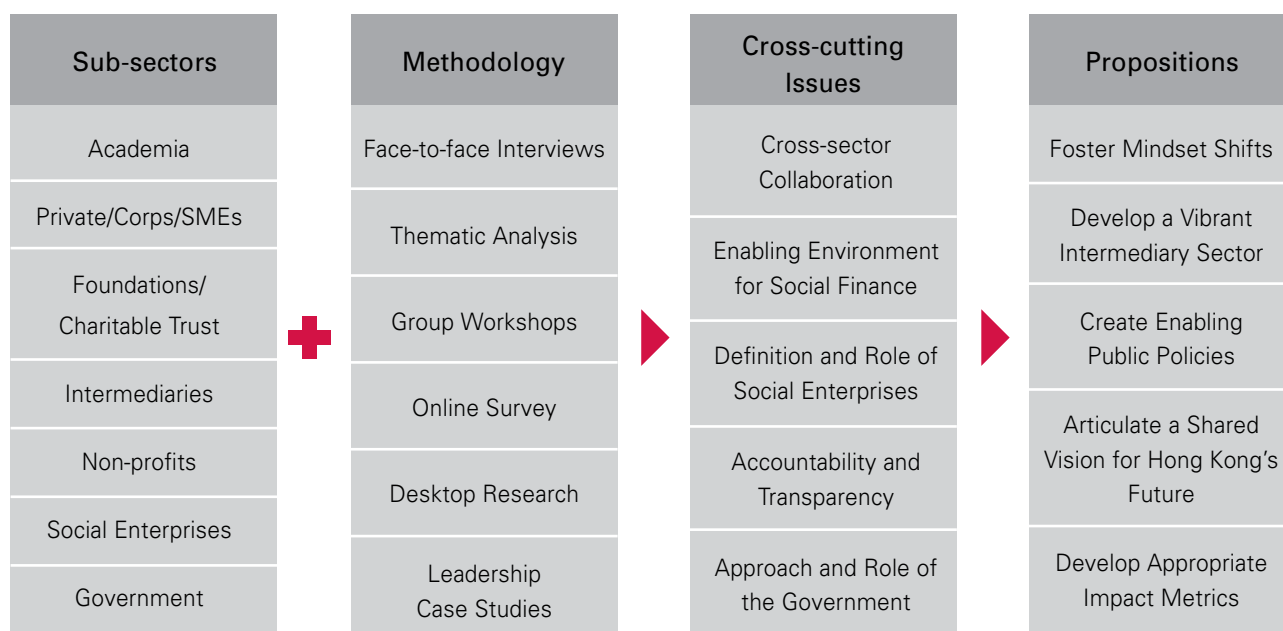 Sub-sectors
Academia
Private/Corps/SMEs
Foundations/
Charitable Trust
Intermediaries
Non-profits
Social Enterprises
Government
Methodology
Face-to-face Interviews
Thematic Analysis
Group Workshops
Online Survey
Desktop Research
Leadership
Case Studies
Cross-cutting
Issues
Cross-sector
Collaboration
Enabling Environment
for Social Finance
Definition and Role of
Social Enterprises
Accountability and
Transparency
Approach and Role of
the Government
Propositions
Foster Mindset Shifts
Develop a Vibrant
Intermediary Sector
Create Enabling
Public Policies
Articulate a Shared
Vision for Hong Kong's
Future
Develop Appropriate
Impact Metrics